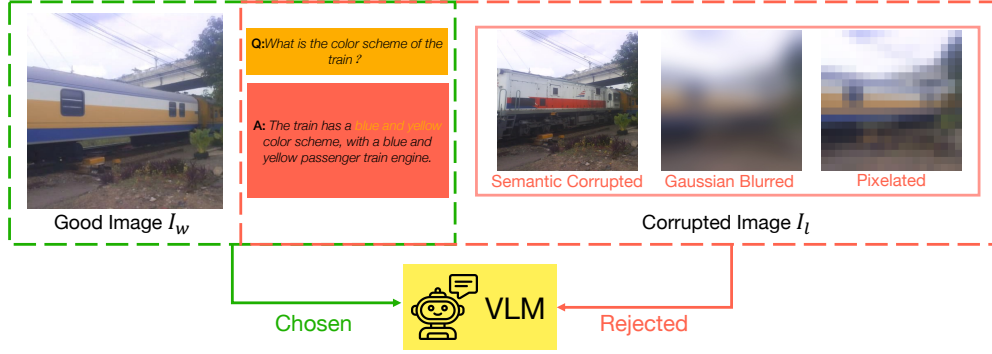 Q:What is the color scheme of the
train ?
A: The train has a blue and yellow
color scheme, with a blue and
yellow passenger train engine.
Semantic Corrupted
Gaussian Blurred
Pixelated
Good Image I_w
Corrupted Image I_l
VLM
Chosen
Rejected